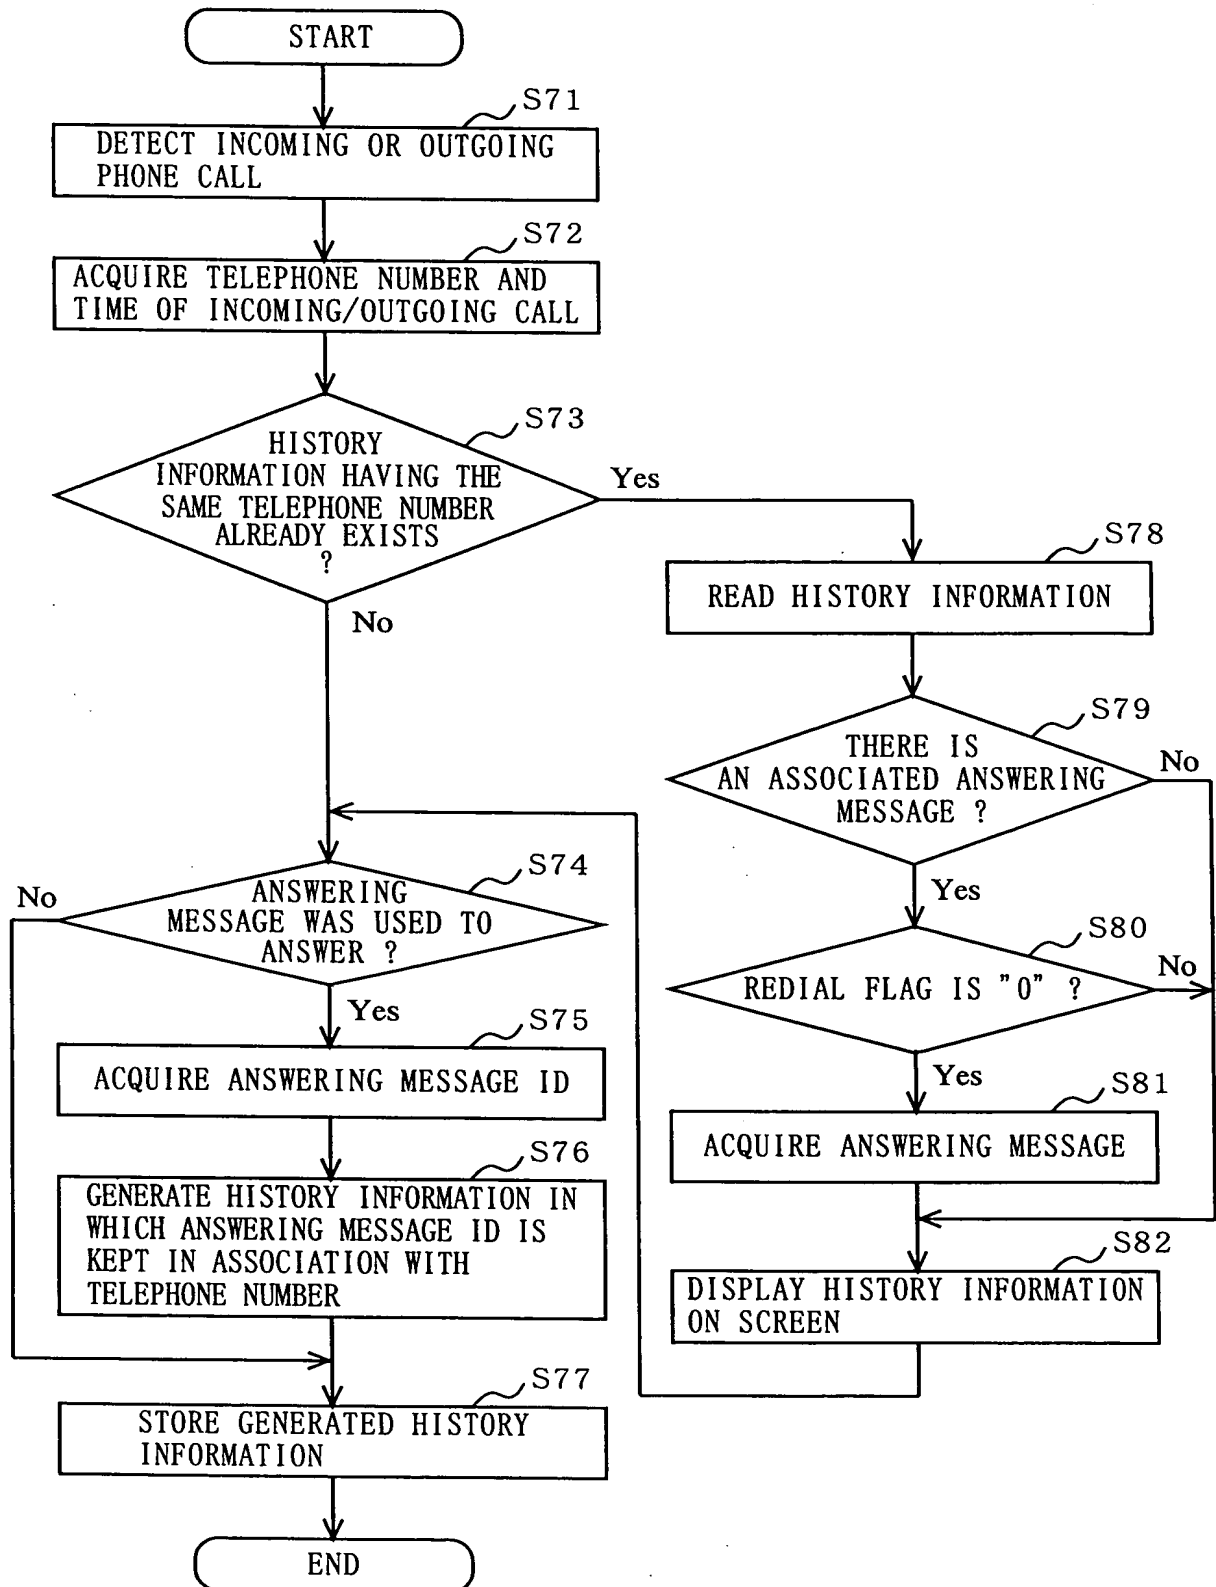 START
S71
DETECT INCOMING OR OUTGOING
PHONE CALL
S72
ACQUIRE TELEPHONE NUMBER AND
TIME OF INCOMING/OUTGOING CALL
S73
HISTORY
INFORMATION HAVING THE
SAME TELEPHONE NUMBER
ALREADY EXISTS
?
Yes
No
S78
READ HISTORY INFORMATION
S79
THERE IS
AN ASSOCIATED ANSWERING
MESSAGE ?
No
Yes
S80
REDIAL FLAG IS "0" ?
No
Yes
S81
ACQUIRE ANSWERING MESSAGE
S82
DISPLAY HISTORY INFORMATION
ON SCREEN
S74
ANSWERING
MESSAGE WAS USED TO
ANSWER ?
No
Yes
S75
ACQUIRE ANSWERING MESSAGE ID
S76
GENERATE HISTORY INFORMATION IN
WHICH ANSWERING MESSAGE ID IS
KEPT IN ASSOCIATION WITH
TELEPHONE NUMBER
S77
STORE GENERATED HISTORY
INFORMATION
END